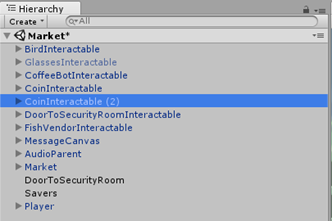 Hierarchy
Create All
Market*
BirdInteractable
GlassesInteractable
CoffeeBotInteractable
CoinInteractable
CoinInteractable (2)
DoorToSecurityRoomInteractable
FishVendorInteractable
MessageCanvas
AudioParent
Market
DoorToSecurityRoom
Savers
Player